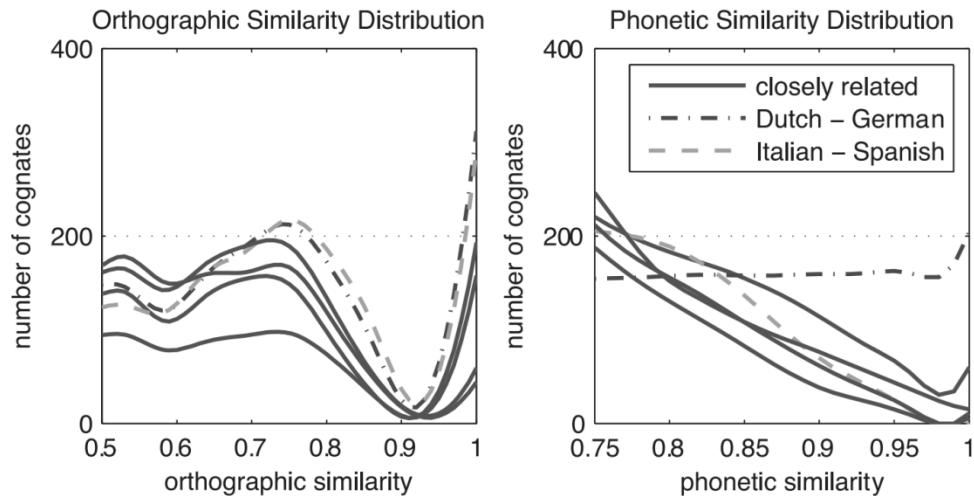 Orthographic Similarity Distribution
400
200
0
number of cognates
0.5 0.6 0.7 0.8 0.9 1
orthographic similarity
Phonetic Similarity Distribution
400
200
0
number of cognates
closely related
Dutch – German
Italian – Spanish
0.75 0.8 0.85 0.9 0.95 1
phonetic similarity